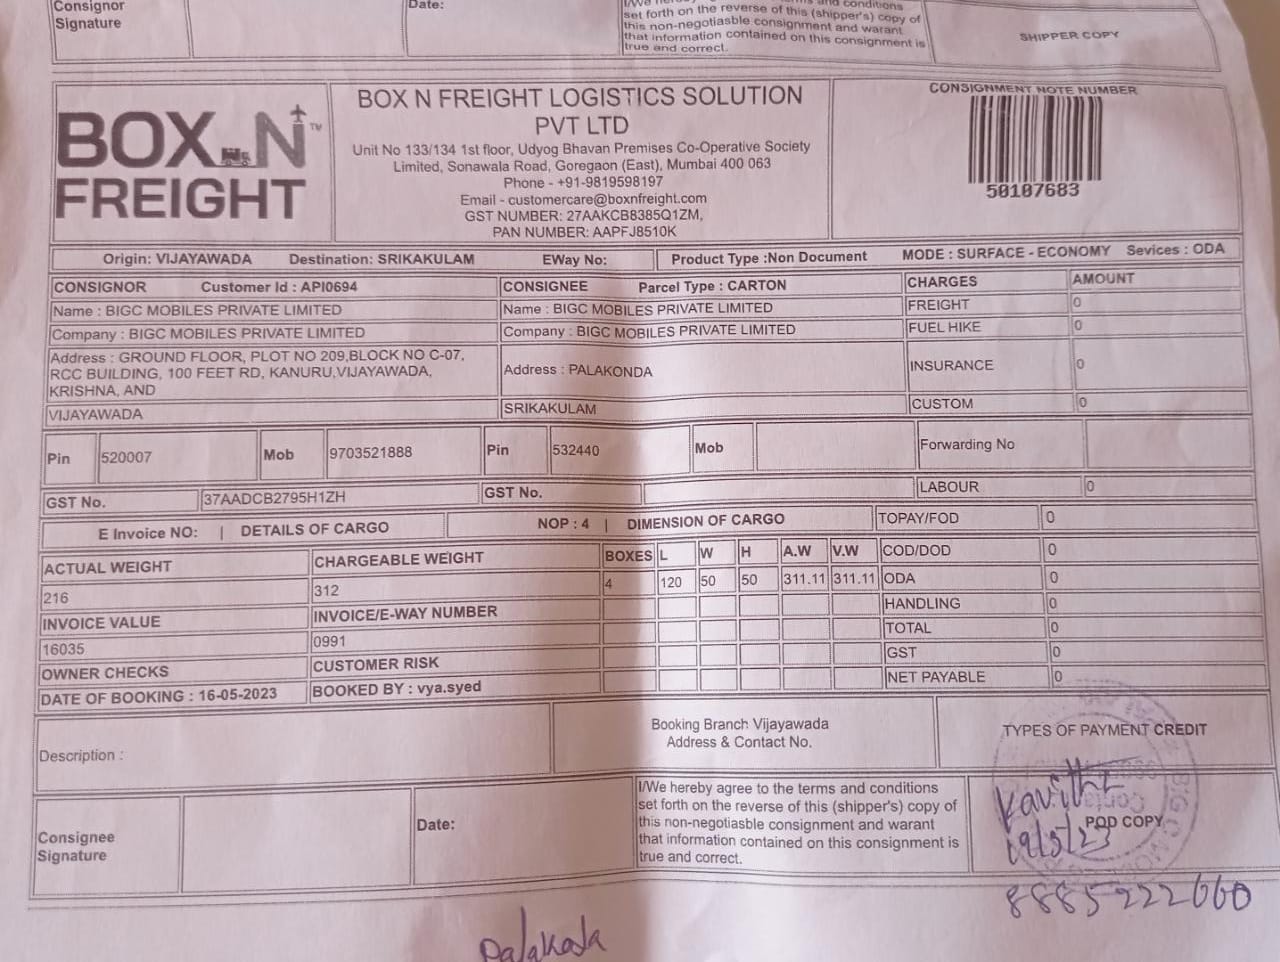 Consignor
Signature
Date:
set forth on the reverse of this (shipper's) copy of
this non-negotiasble consignment and warant
that information contained on this consignment is
true and correct.
SHIPPER COPY
BOX N
FREIGHT
TM
BOX N FREIGHT LOGISTICS SOLUTION
PVT LTD
Unit No 133/134 1st floor, Udyog Bhavan Premises Co-Operative Society
Limited, Sonawala Road, Goregaon (East), Mumbai 400 063
Phone - +91-9819598197
Email - customercare@boxnfreight.com
GST NUMBER: 27AAKCB8385Q1ZM,
PAN NUMBER: AAPFJ8510K
CONSIGNMENT NOTE NUMBER
50107683
Origin: VIJAYAWADA Destination: SRIKAKULAM EWay No: Product Type :Non Document MODE : SURFACE - ECONOMY Sevices : ODA
CONSIGNOR Customer Id : API0694 CONSIGNEE Parcel Type : CARTON CHARGES AMOUNT
Name : BIGC MOBILES PRIVATE LIMITED Name : BIGC MOBILES PRIVATE LIMITED FREIGHT 0
Company : BIGC MOBILES PRIVATE LIMITED Company : BIGC MOBILES PRIVATE LIMITED FUEL HIKE 0
Address : GROUND FLOOR, PLOT NO 209,BLOCK NO C-07,
RCC BUILDING, 100 FEET RD, KANURU,VIJAYAWADA,
KRISHNA, AND
Address : PALAKONDA INSURANCE 0
VIJAYAWADA SRIKAKULAM CUSTOM 0
Pin 520007 Mob 9703521888 Pin 532440 Mob Forwarding No
GST No. 37AADCB2795H1ZH GST No. LABOUR 0
E Invoice NO: | DETAILS OF CARGO NOP : 4 | DIMENSION OF CARGO TOPAY/FOD 0
ACTUAL WEIGHT CHARGEABLE WEIGHT BOXES L W H A.W V.W COD/DOD 0
216 312 4 120 50 50 311.11 311.11 ODA 0
INVOICE VALUE INVOICE/E-WAY NUMBER HANDLING 0
16035 0991 TOTAL 0
OWNER CHECKS CUSTOMER RISK GST 0
DATE OF BOOKING : 16-05-2023 BOOKED BY : vya.syed NET PAYABLE 0
Description :
Booking Branch Vijayawada
Address & Contact No.
TYPES OF PAYMENT CREDIT
Consignee
Signature
Date:
I/We hereby agree to the terms and conditions
set forth on the reverse of this (shipper's) copy of
this non-negotiasble consignment and warant
that information contained on this consignment is
true and correct.
Kavitha
POD COPY
19/5/23
8885222660
Palakoda